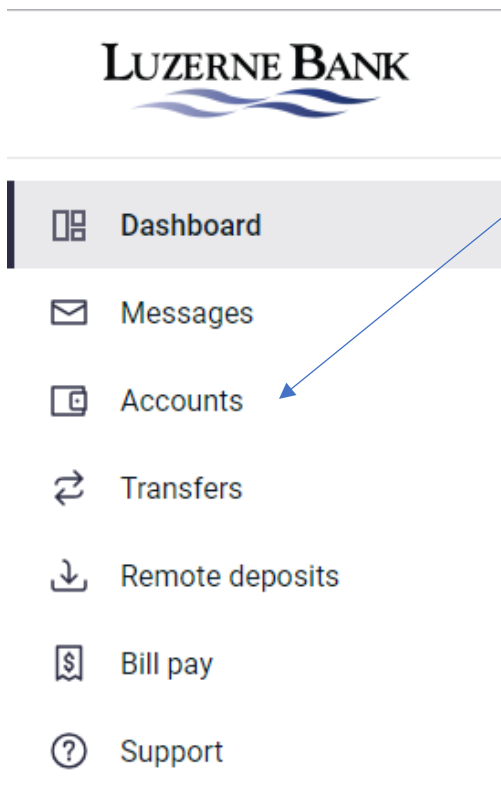 LUZERNE BANK
Dashboard
Messages
Accounts
Transfers
Remote deposits
Bill pay
Support